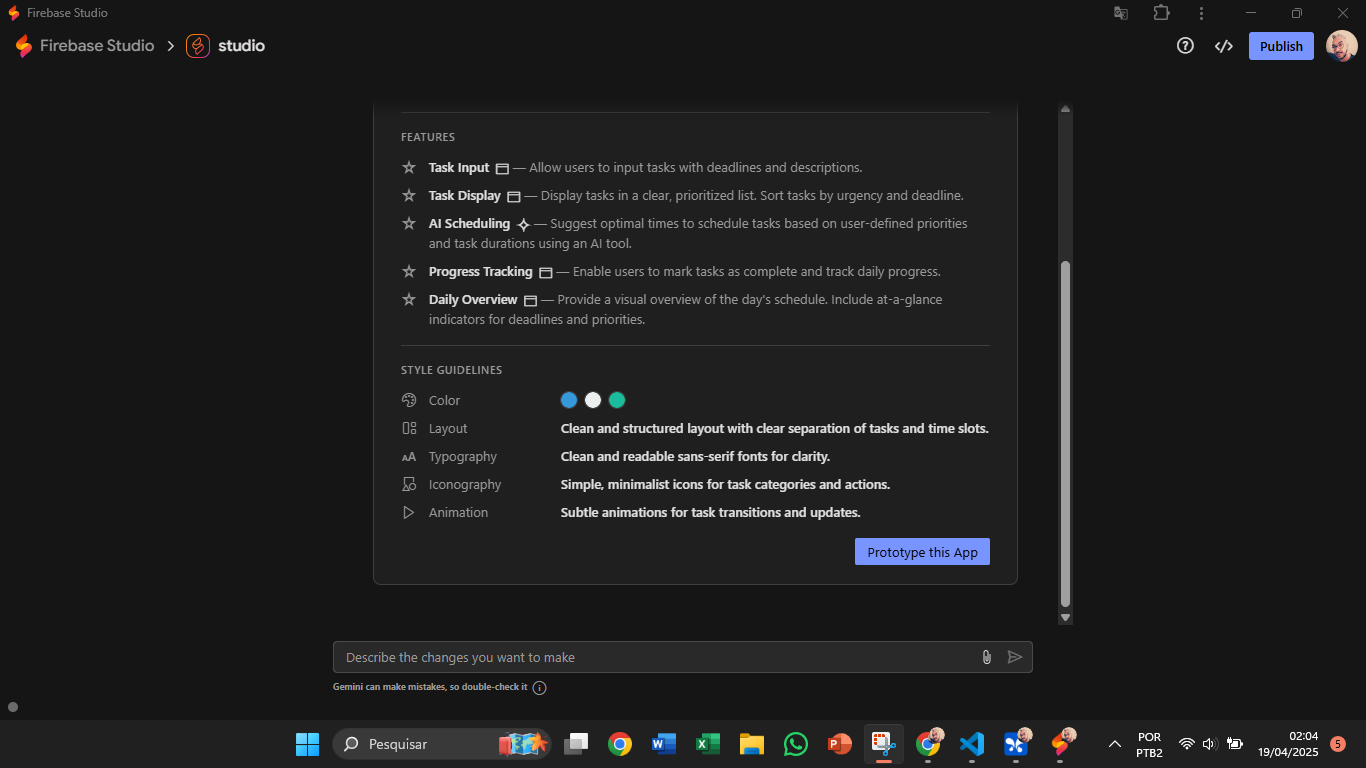 Firebase Studio
Firebase Studio
studio
Publish
FEATURES
Task Input — Allow users to input tasks with deadlines and descriptions.
Task Display — Display tasks in a clear, prioritized list. Sort tasks by urgency and deadline.
AI Scheduling — Suggest optimal times to schedule tasks based on user-defined priorities
and task durations using an AI tool.
Progress Tracking — Enable users to mark tasks as complete and track daily progress.
Daily Overview — Provide a visual overview of the day's schedule. Include at-a-glance
indicators for deadlines and priorities.
STYLE GUIDELINES
Color
Layout Clean and structured layout with clear separation of tasks and time slots.
Typography Clean and readable sans-serif fonts for clarity.
Iconography Simple, minimalist icons for task categories and actions.
Animation Subtle animations for task transitions and updates.
Prototype this App
Describe the changes you want to make
Gemini can make mistakes, so double-check it
Pesquisar
POR
PTB2
02:04
19/04/2025
5